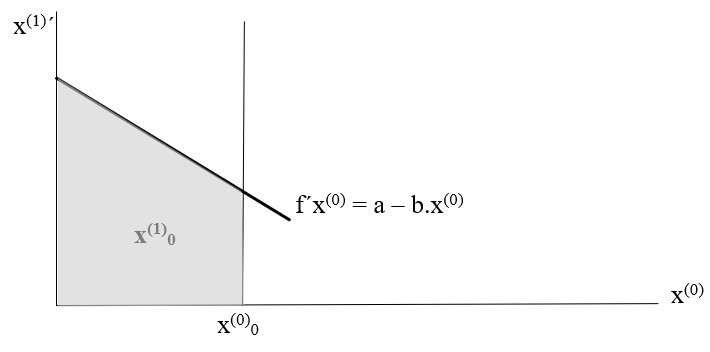 x⁽¹⁾´
f´x⁽⁰⁾ = a – b.x⁽⁰⁾
x⁽¹⁾₀
x⁽⁰⁾
x⁽⁰⁾₀